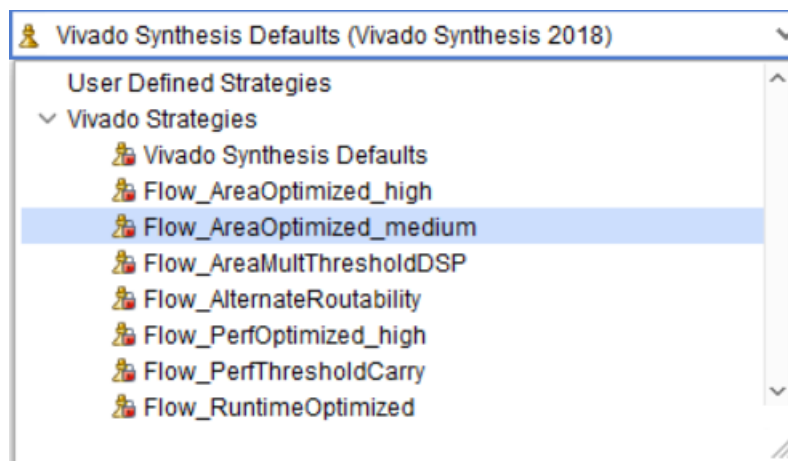 Vivado Synthesis Defaults (Vivado Synthesis 2018)
User Defined Strategies
Vivado Strategies
Vivado Synthesis Defaults
Flow_AreaOptimized_high
Flow_AreaOptimized_medium
Flow_AreaMultThresholdDSP
Flow_AlternateRoutability
Flow_PerfOptimized_high
Flow_PerfThresholdCarry
Flow_RuntimeOptimized